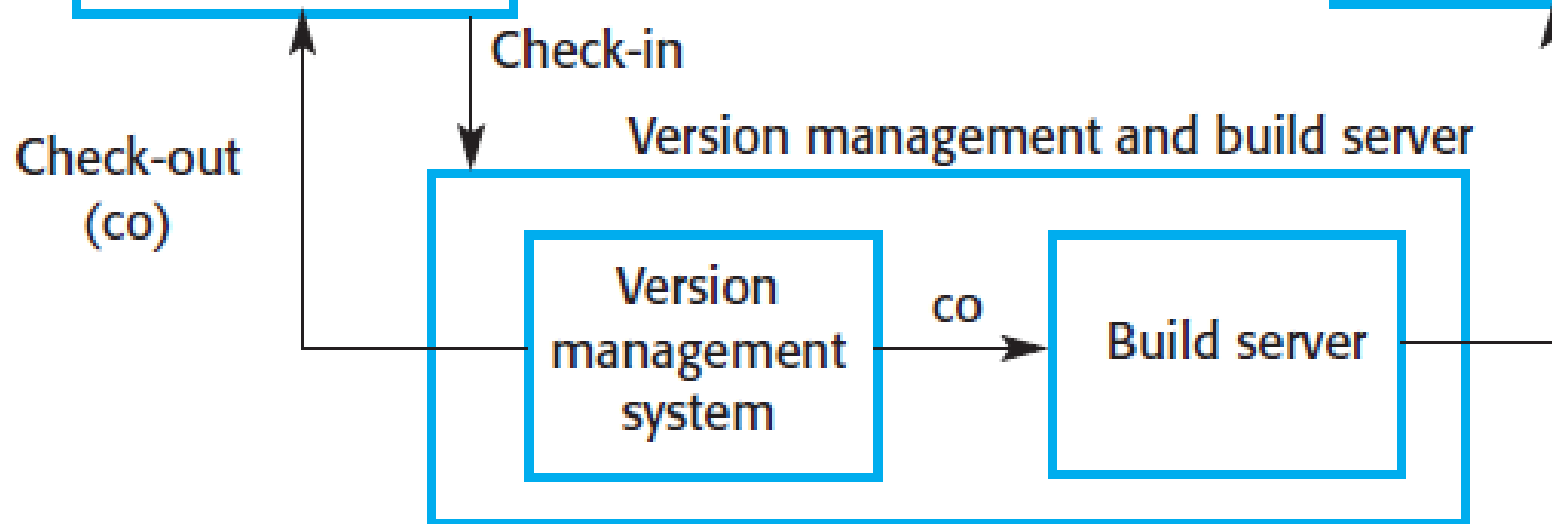 Check-in
Version management and build server
Check-out
(co)
Version
management
system
co
Build server